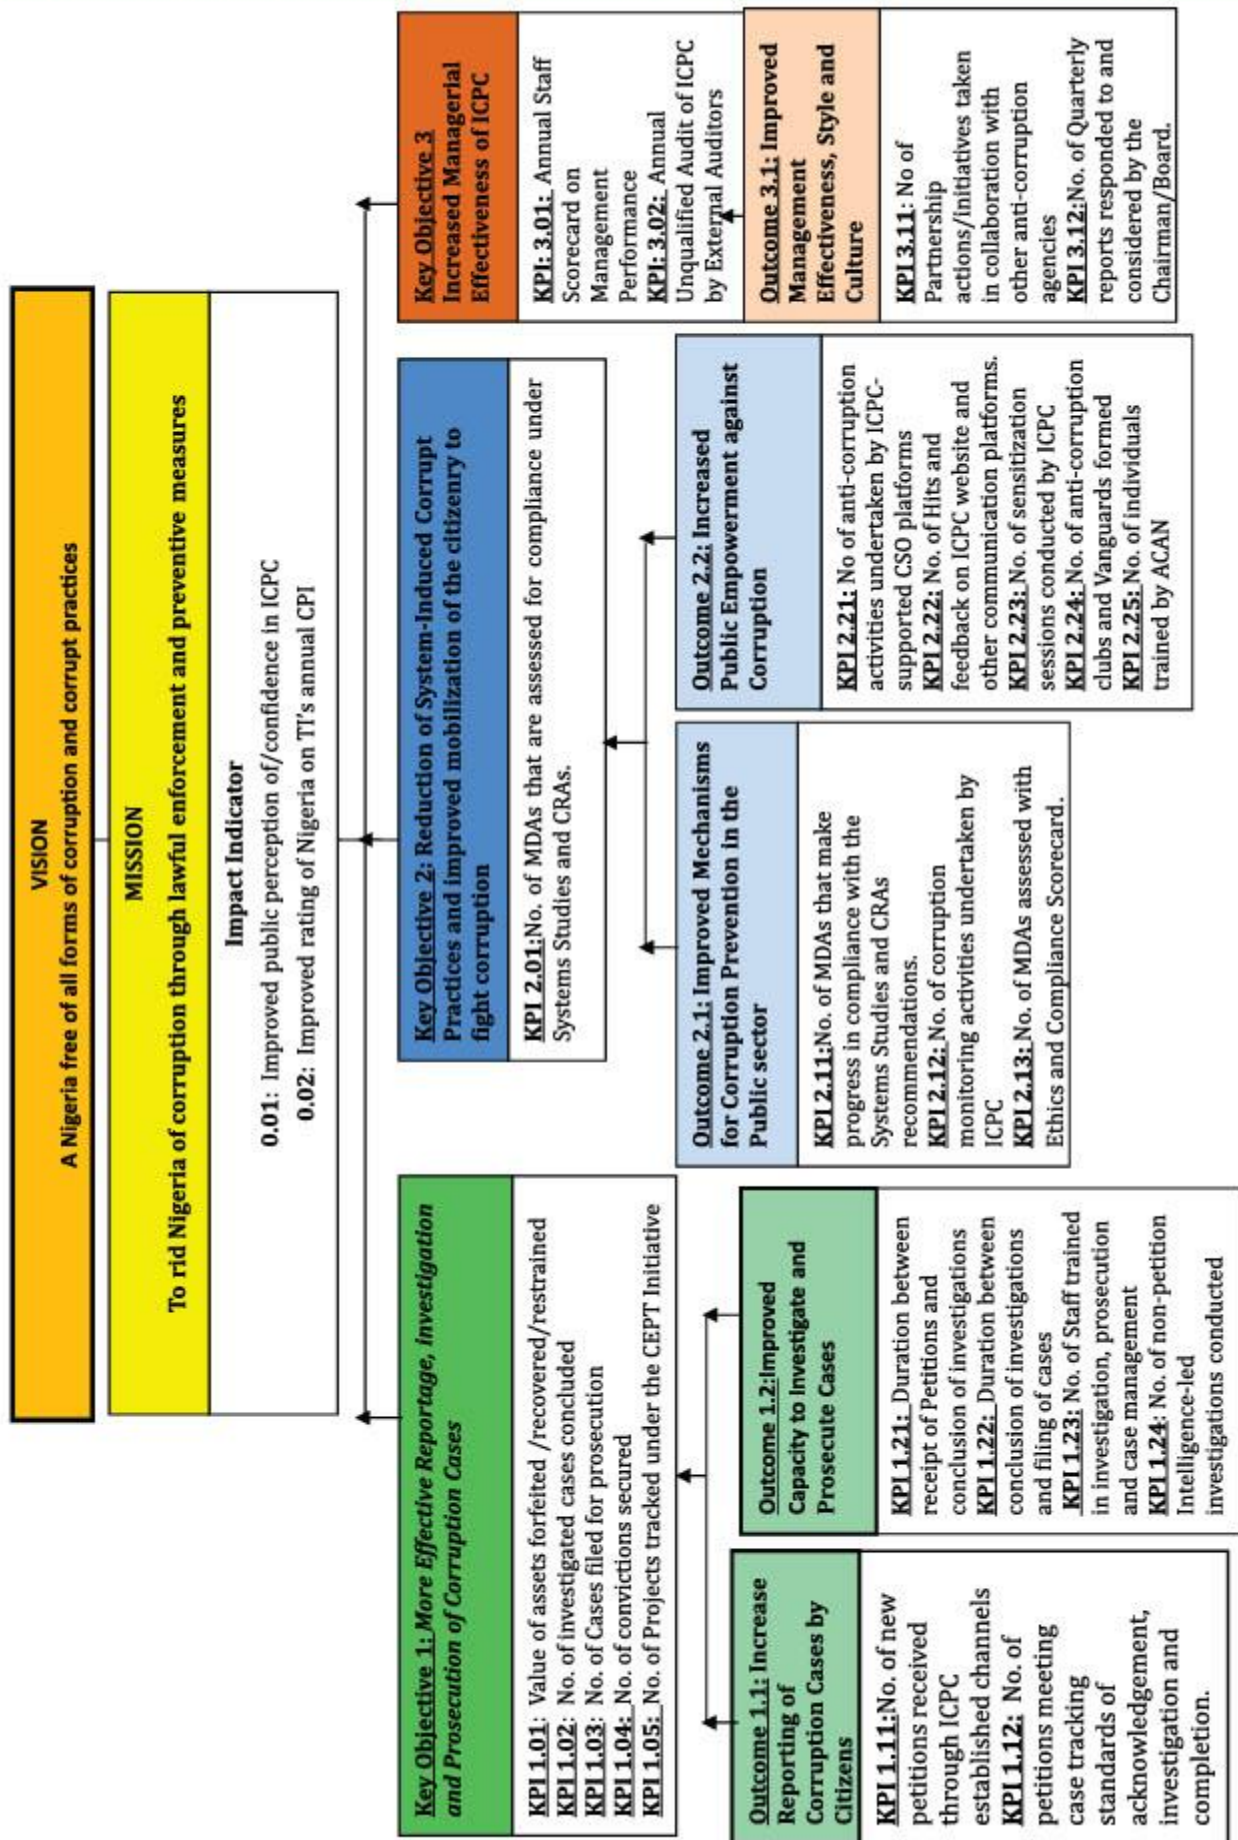 VISION
A Nigeria free of all forms of corruption and corrupt practices
MISSION
To rid Nigeria of corruption through lawful enforcement and preventive measures
Impact Indicator
0.01: Improved public perception of/confidence in ICPC
0.02: Improved rating of Nigeria on TI's annual CPI
Key Objective 1: More Effective Reportage, Investigation
and Prosecution of Corruption Cases
KPI 1.01: Value of assets forfeited /recovered/restrained
KPI 1.02: No. of investigated cases concluded
KPI 1.03: No. of Cases filed for prosecution
KPI 1.04: No. of convictions secured
KPI 1.05: No. of Projects tracked under the CEPT Initiative
Outcome 1.1: Increase
Reporting of
Corruption Cases by
Citizens
KPI 1.11:No. of new
petitions received
through ICPC
established channels
KPI 1.12: No. of
petitions meeting
case tracking
standards of
acknowledgement,
investigation and
completion.
Outcome 1.2:Improved
Capacity to Investigate and
Prosecute Cases
KPI 1.21: Duration between
receipt of Petitions and
conclusion of investigations
KPI 1.22: Duration between
conclusion of investigations
and filing of cases
KPI 1.23: No. of Staff trained
in investigation, prosecution
and case management
KPI 1.24: No. of non-petition
Intelligence-led
investigations conducted
Key Objective 2: Reduction of System-Induced Corrupt
Practices and improved mobilization of the citizenry to
fight corruption
KPI 2.01:No. of MDAs that are assessed for compliance under
Systems Studies and CRAs.
Outcome 2.1: Improved Mechanisms
for Corruption Prevention in the
Public sector
KPI 2.11:No. of MDAs that make
progress in compliance with the
Systems Studies and CRAs
recommendations.
KPI 2.12: No. of corruption
monitoring activities undertaken by
ICPC
KPI 2.13: No. of MDAs assessed with
Ethics and Compliance Scorecard.
Outcome 2.2: Increased
Public Empowerment against
Corruption
KPI 2.21: No of anti-corruption
activities undertaken by ICPC-
supported CSO platforms
KPI 2.22: No. of Hits and
feedback on ICPC website and
other communication platforms.
KPI 2.23: No. of sensitization
sessions conducted by ICPC
KPI 2.24: No. of anti-corruption
clubs and Vanguards formed
KPI 2.25: No. of individuals
trained by ACAN
Key Objective 3
Increased Managerial
Effectiveness of ICPC
KPI: 3.01: Annual Staff
Scorecard on
Management
Performance
KPI: 3.02: Annual
Unqualified Audit of ICPC
by External Auditors
Outcome 3.1: Improved
Management
Effectiveness, Style and
Culture
KPI 3.11: No of
Partnership
actions/initiatives taken
in collaboration with
other anti-corruption
agencies
KPI 3.12:No. of Quarterly
reports responded to and
considered by the
Chairman/Board.